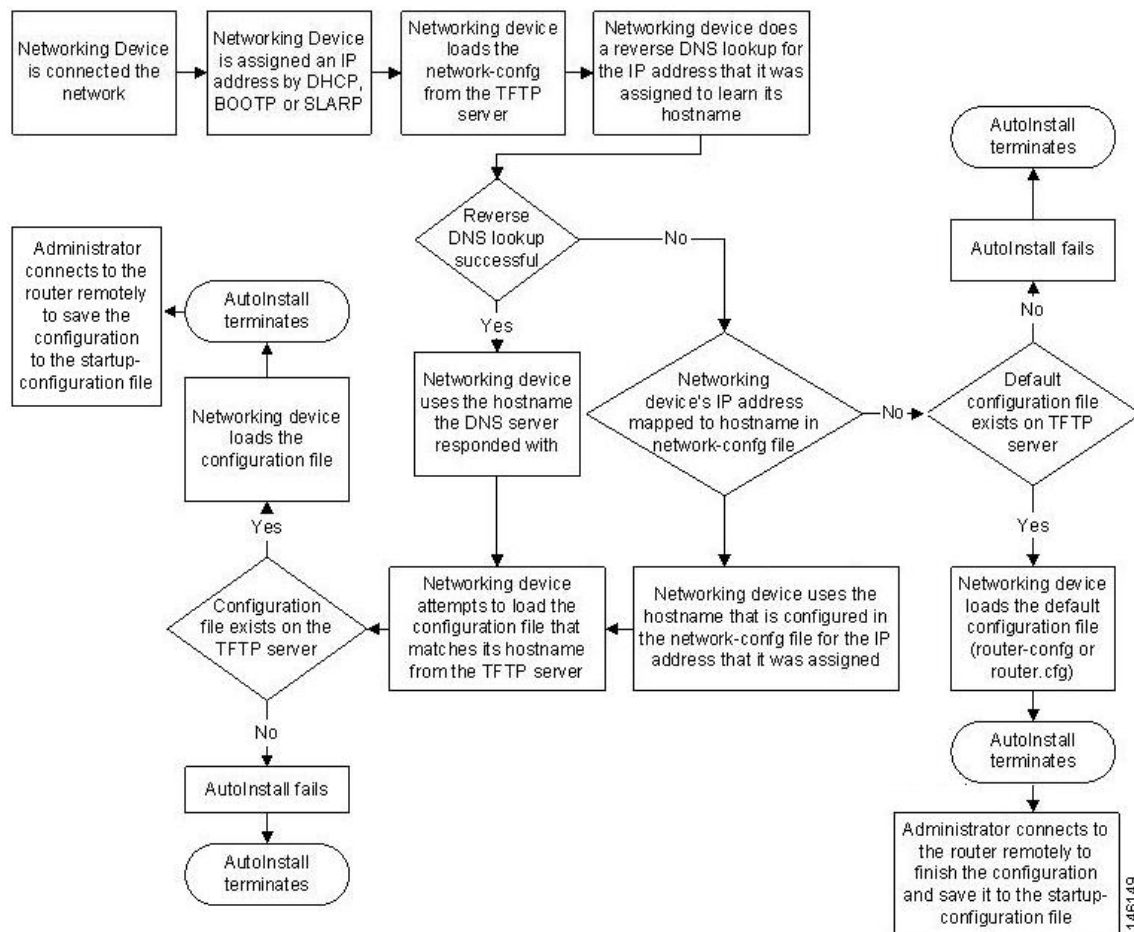 Networking Device
is connected the
network
Networking Device
is assigned an IP
address by DHCP,
BOOTP or SLARP
Networking device
loads the
network-confg
from the TFTP
server
Networking device does
a reverse DNS lookup for
the IP address that it was
assigned to learn its
hostname
AutoInstall
terminates
AutoInstall fails
No
Reverse
DNS lookup
successful
No
Yes
Administrator
connects to the
router remotely
to save the
configuration
to the startup-
configuration file
AutoInstall
terminates
Networking device
loads the
configuration file
Yes
Networking device
uses the hostname
the DNS server
responded with
Networking
device's IP address
mapped to hostname in
network-confg file
No
Default
configuration file
exists on TFTP
server
Yes
Configuration
file exists on the
TFTP server
Networking device
attempts to load the
configuration file that
matches its hostname
from the TFTP server
Networking device uses the
hostname that is configured in
the network-confg file for the IP
address that it was assigned
Networking device
loads the default
configuration file
(router-confg or
router.cfg)
No
AutoInstall fails
AutoInstall
terminates
AutoInstall
terminates
Administrator connects to
the router remotely to
finish the configuration
and save it to the startup-
configuration file
146149